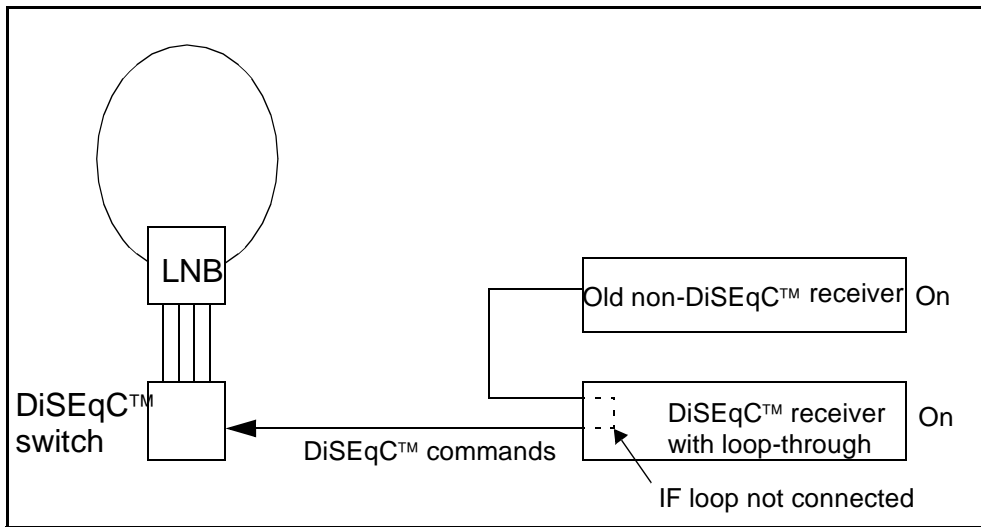 LNB
Old non-DiSEqC™ receiver
On
DiSEqC™
switch
DiSEqC™ commands
DiSEqC™ receiver
with loop-through
On
IF loop not connected